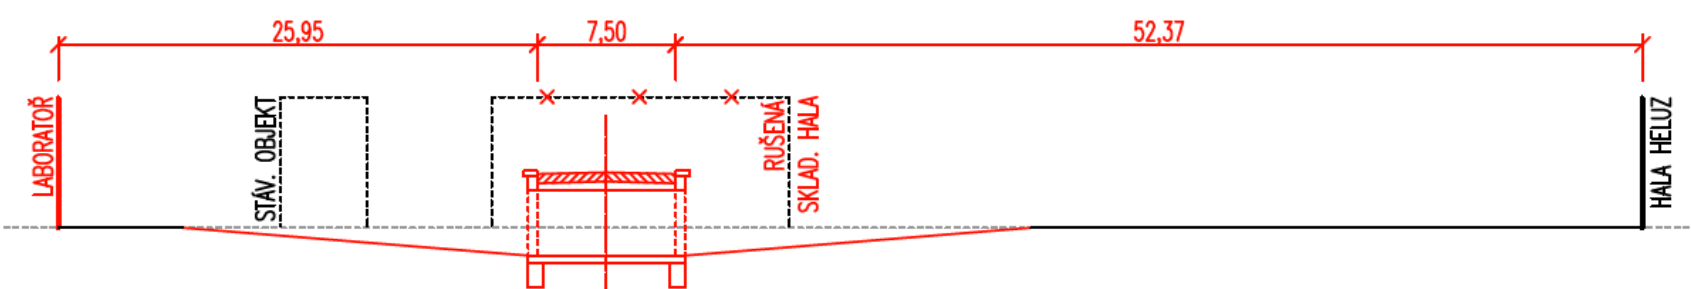 25,95
7,50
52,37
LABORATOŘ
STÁV. OBJEKT
RUŠENÁ
SKLAD. HALA
HALA HELUZ